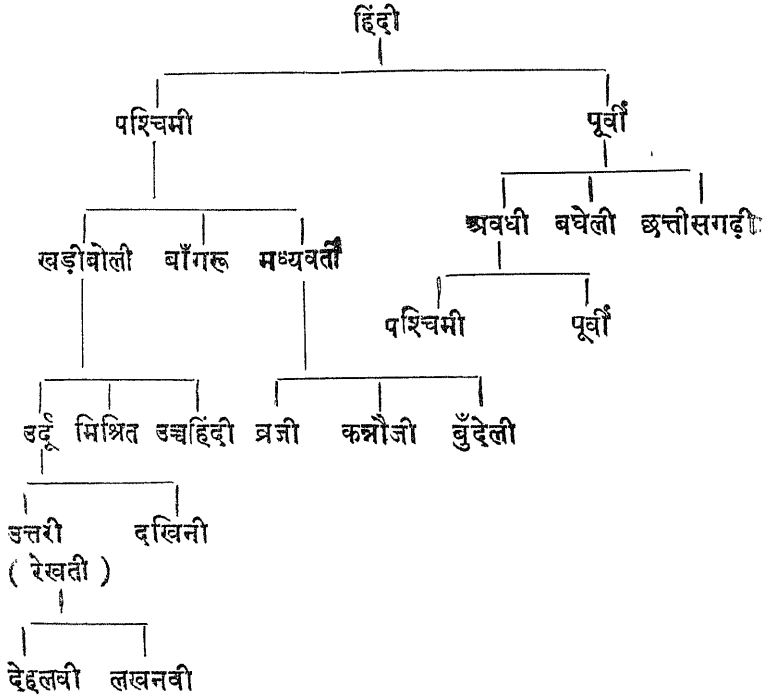 हिंदी
पश्चिमी पूर्वी
अवधी बघेली छत्तीसगढ़ी
खड़ीबोली बाँगरू मध्यवर्ती
पश्चिमी पूर्वी
उर्दू मिश्रित उच्चहिंदी व्रजी कन्नौजी बुँदेली
उत्तरी दखिनी
( रेखती )
देहलवी लखनवी